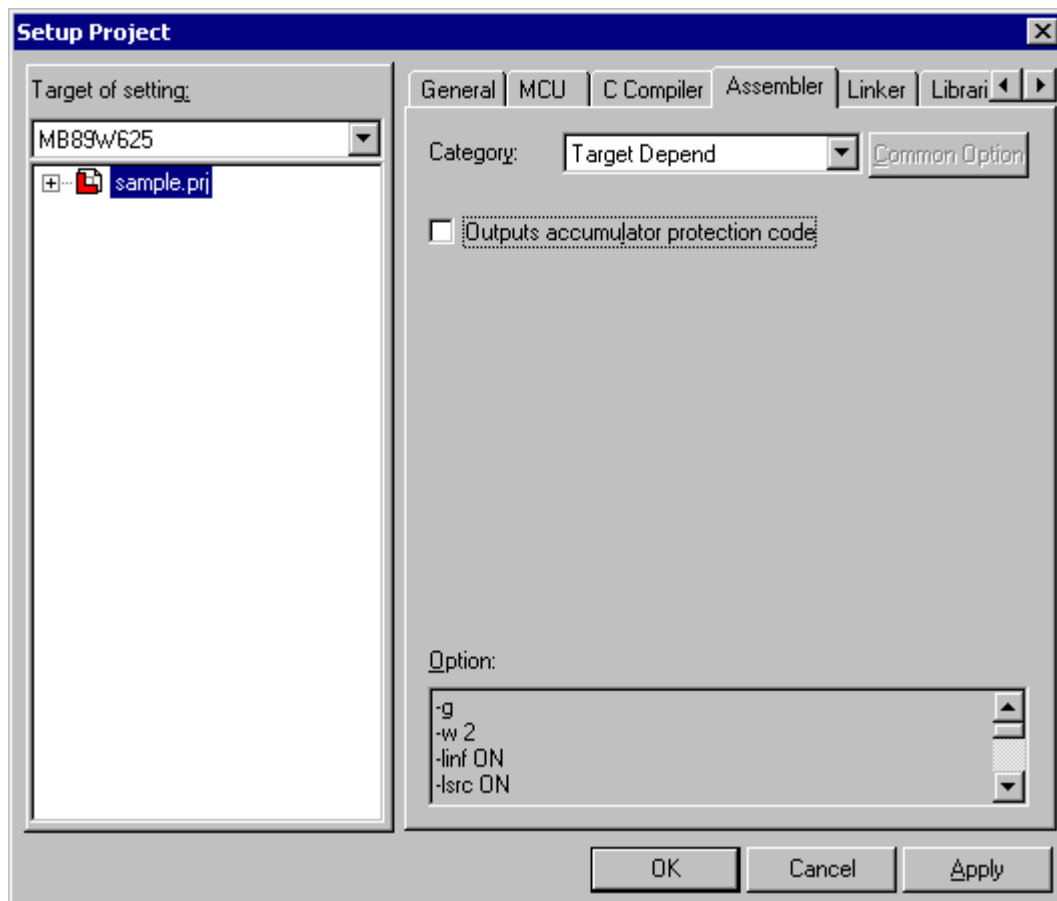 Setup Project
Target of setting:
MB89W625
sample.prj
General MCU C Compiler Assembler Linker Librari
Category: Target Depend Common Option
Outputs accumulator protection code
Option:
-g
-w 2
-linf ON
-lsrc ON
OK Cancel Apply